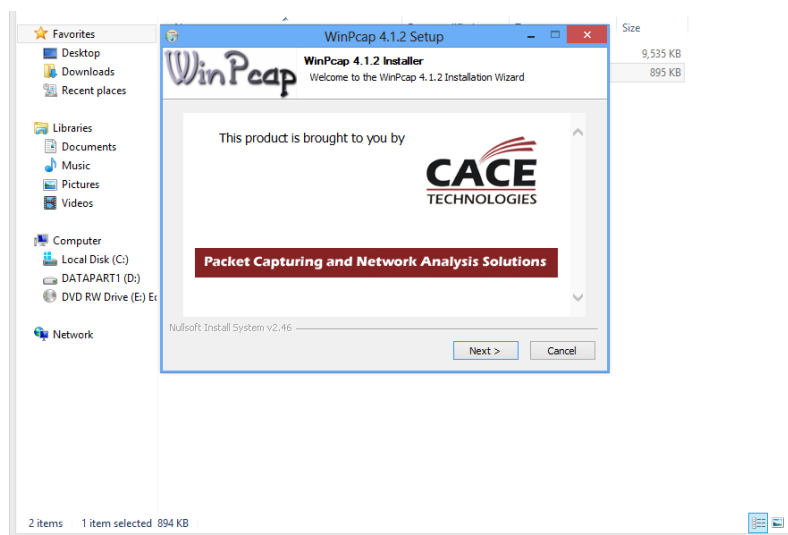 Size
Favorites
Desktop
Downloads
Recent places
Libraries
Documents
Music
Pictures
Videos
Computer
Local Disk (C:)
DATAPART1 (D:)
DVD RW Drive (E:)
Network
9,535 KB
895 KB
WinPcap 4.1.2 Setup
WinPcap
WinPcap 4.1.2 Installer
Welcome to the WinPcap 4.1.2 Installation Wizard
This product is brought to you by
CACE
TECHNOLOGIES
Packet Capturing and Network Analysis Solutions
Nullsoft Install System v2.46
Next >
Cancel
2 items 1 item selected 894 KB